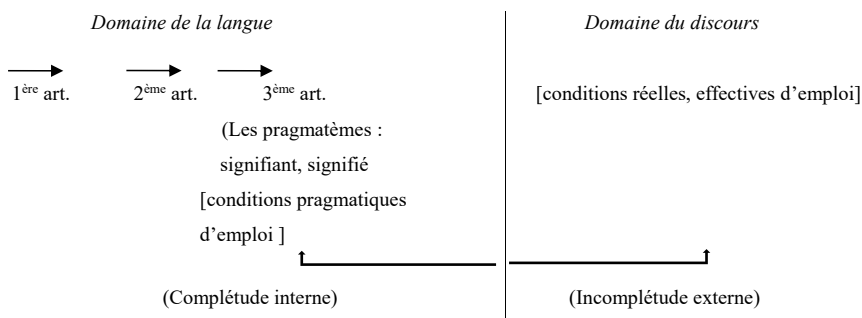 Domaine de la langue
Domaine du discours
1ère art. 2ème art. 3ème art.
[conditions réelles, effectives d’emploi]
(Les pragmatèmes :
signifiant, signifié
[conditions pragmatiques
d’emploi ]
(Complétude interne)
(Incomplétude externe)